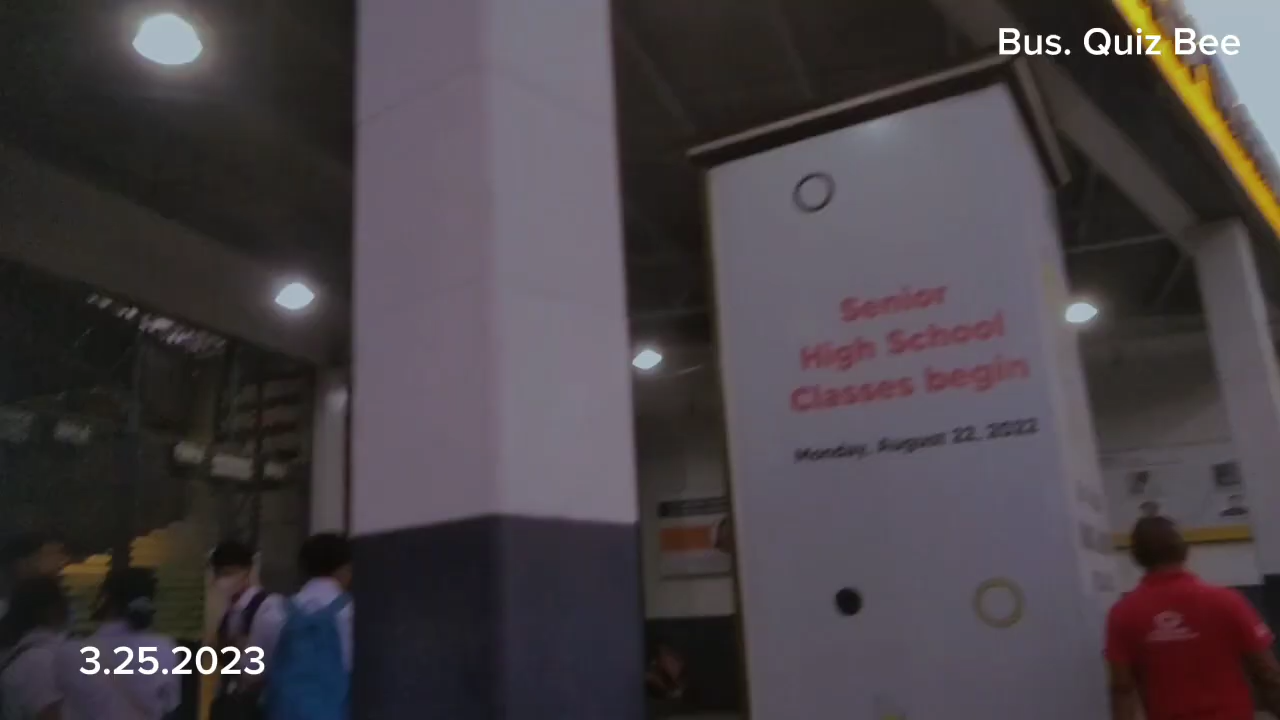 Bus. Quiz Bee
Senior
High School
Classes begin
Monday, August 22, 2022
3.25.2023